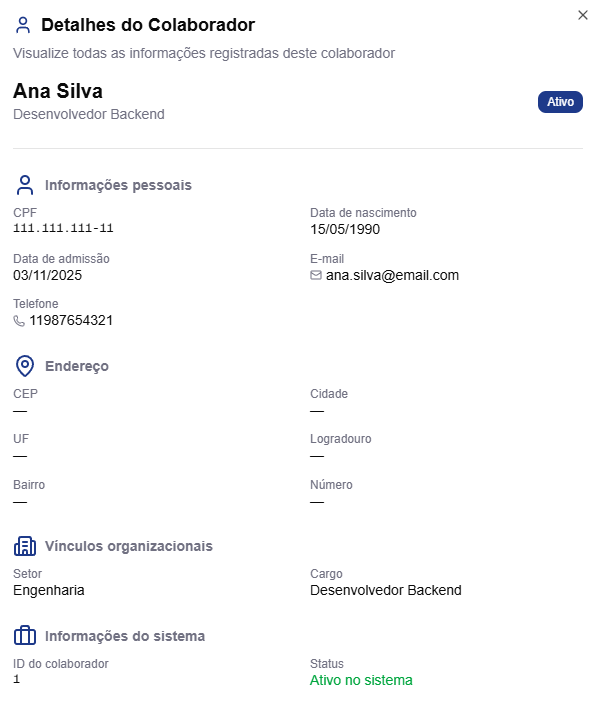 Detalhes do Colaborador
Visualize todas as informações registradas deste colaborador
Ana Silva
Desenvolvedor Backend
Ativo
Informações pessoais
CPF
111.111.111-11
Data de nascimento
15/05/1990
Data de admissão
03/11/2025
E-mail
ana.silva@email.com
Telefone
11987654321
Endereço
CEP
—
Cidade
—
UF
—
Logradouro
—
Bairro
—
Número
—
Vínculos organizacionais
Setor
Engenharia
Cargo
Desenvolvedor Backend
Informações do sistema
ID do colaborador
1
Status
Ativo no sistema